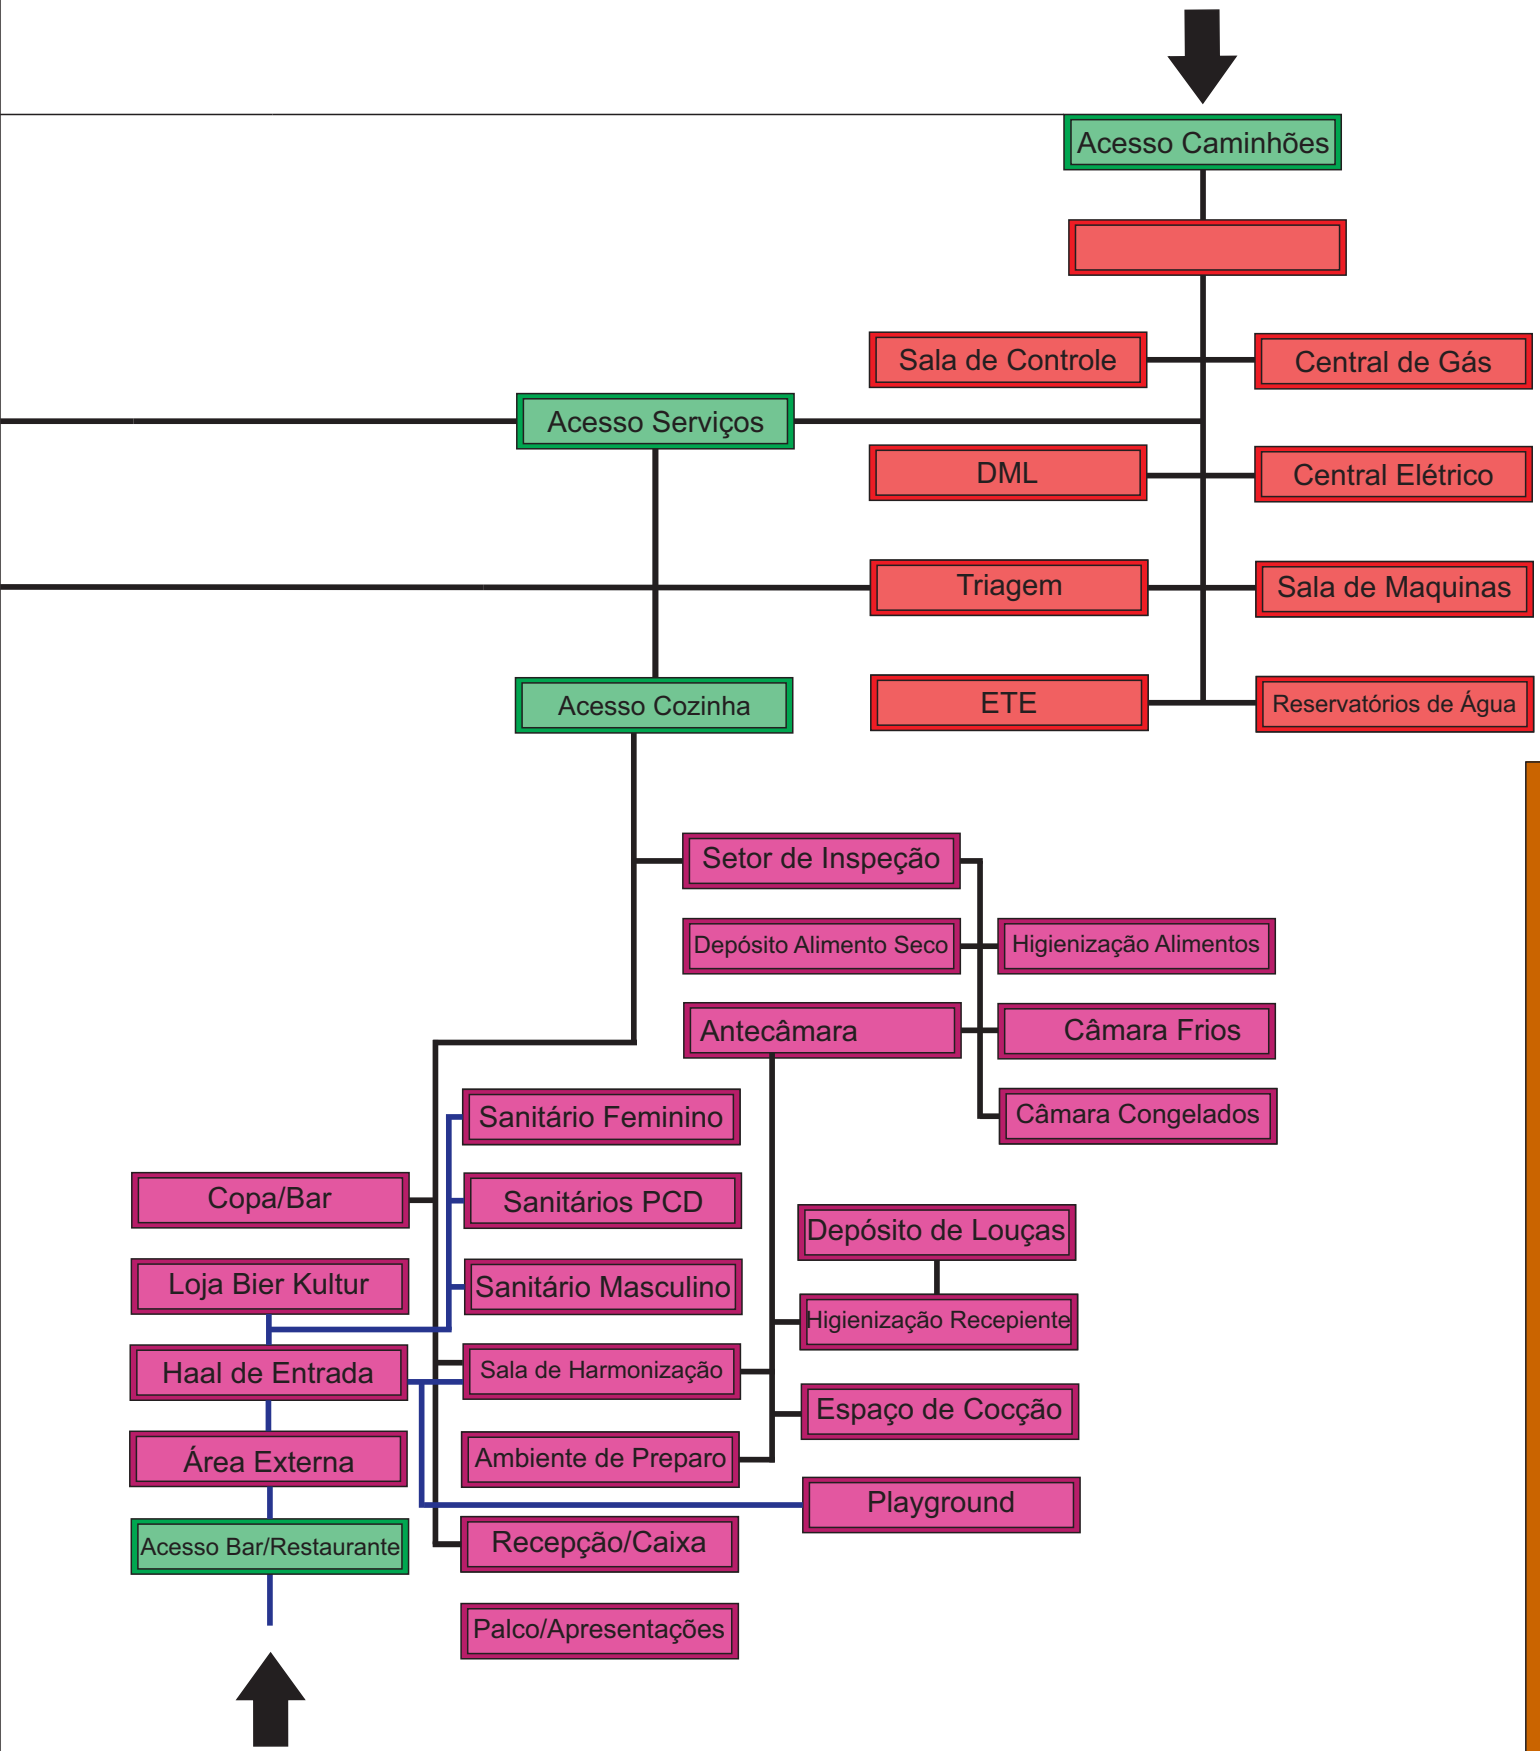 Acesso Caminhões
Sala de Controle
Central de Gás
Acesso Serviços
DML
Central Elétrico
Triagem
Sala de Maquinas
Acesso Cozinha
ETE
Reservatórios de Água
Setor de Inspeção
Depósito Alimento Seco
Higienização Alimentos
Antecâmara
Câmara Frios
Sanitário Feminino
Câmara Congelados
Copa/Bar
Sanitários PCD
Depósito de Louças
Loja Bier Kultur
Sanitário Masculino
Higienização Recepiente
Haal de Entrada
Sala de Harmonização
Espaço de Cocção
Área Externa
Ambiente de Preparo
Playground
Acesso Bar/Restaurante
Recepção/Caixa
Palco/Apresentações